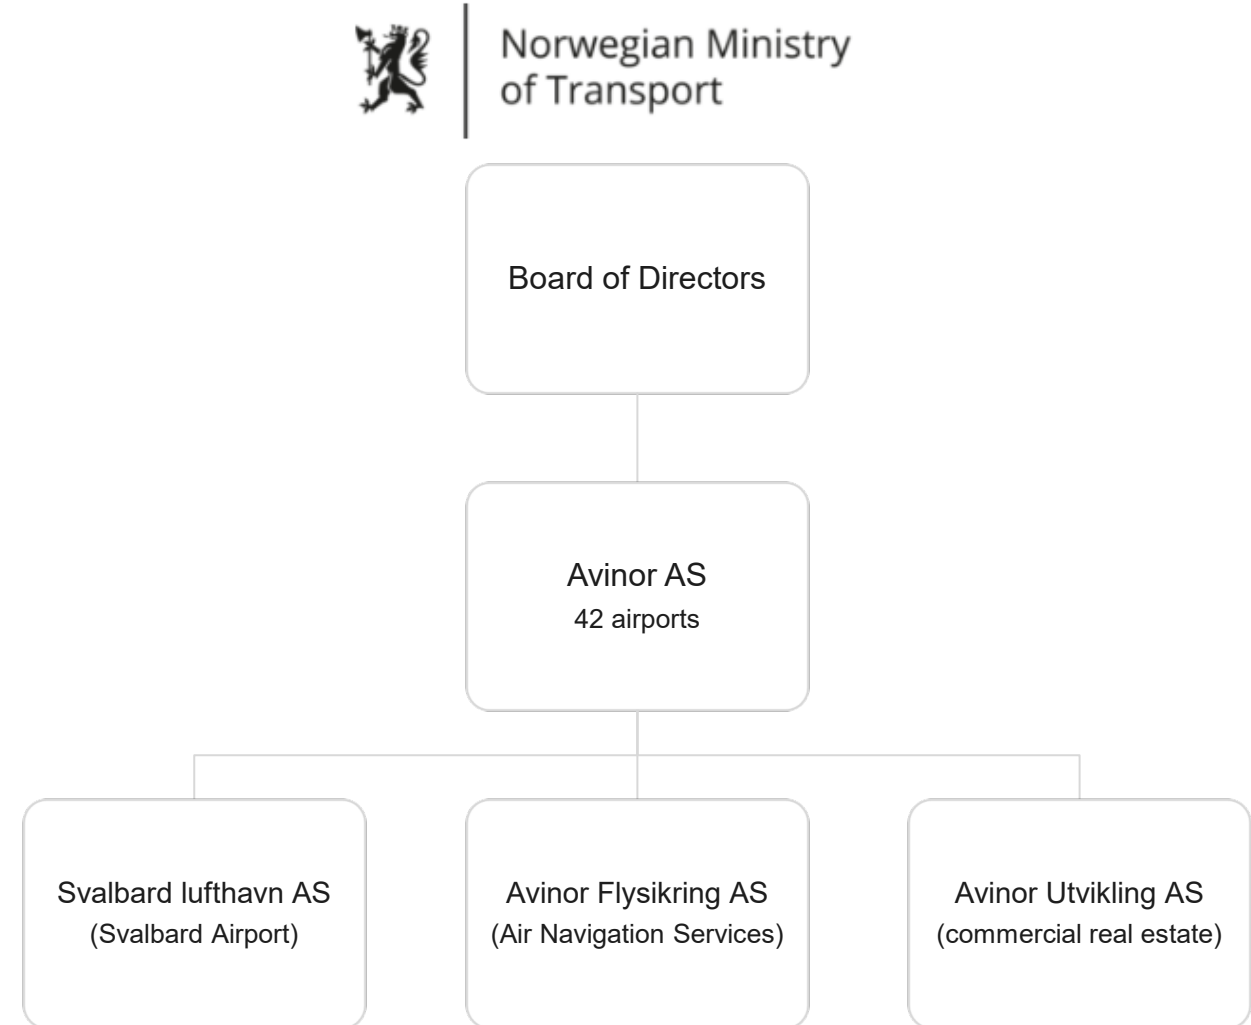 Norwegian Ministry
of Transport
Board of Directors
Avinor AS
42 airports
Svalbard lufthavn AS
(Svalbard Airport)
Avinor Flysikring AS
(Air Navigation Services)
Avinor Utvikling AS
(commercial real estate)